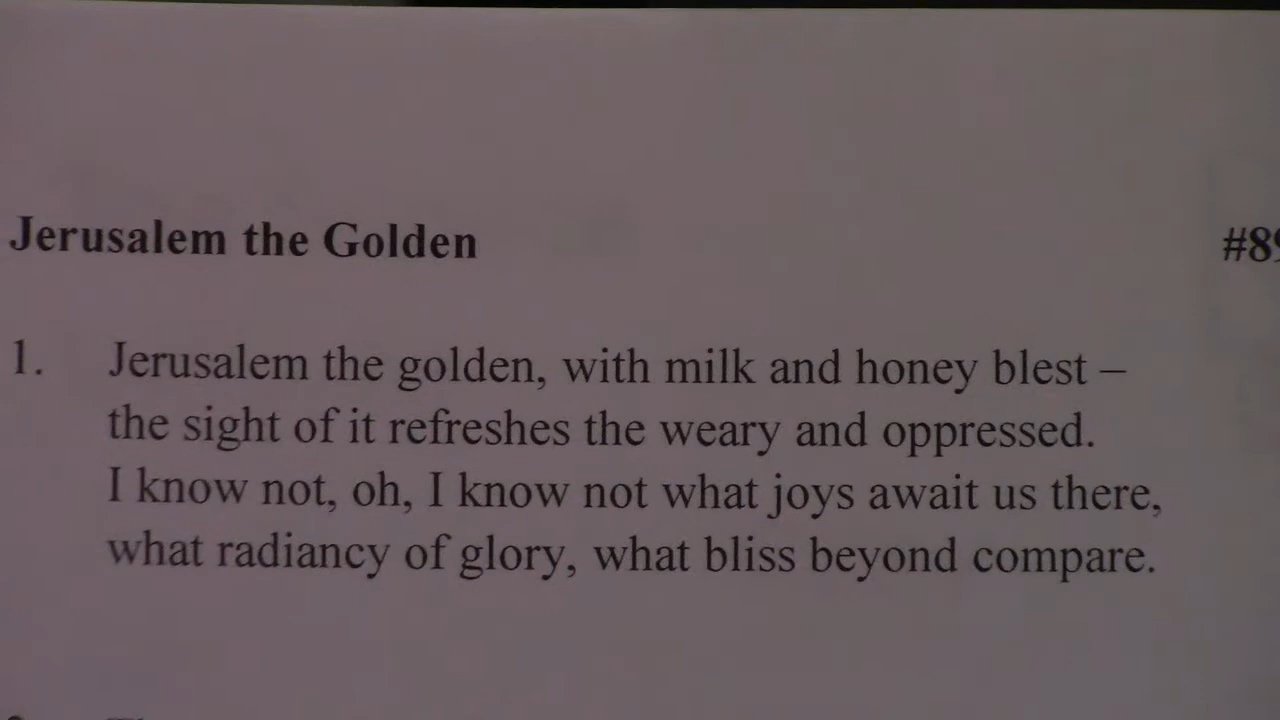 Jerusalem the Golden #89
1. Jerusalem the golden, with milk and honey blest –
the sight of it refreshes the weary and oppressed.
I know not, oh, I know not what joys await us there,
what radiancy of glory, what bliss beyond compare.